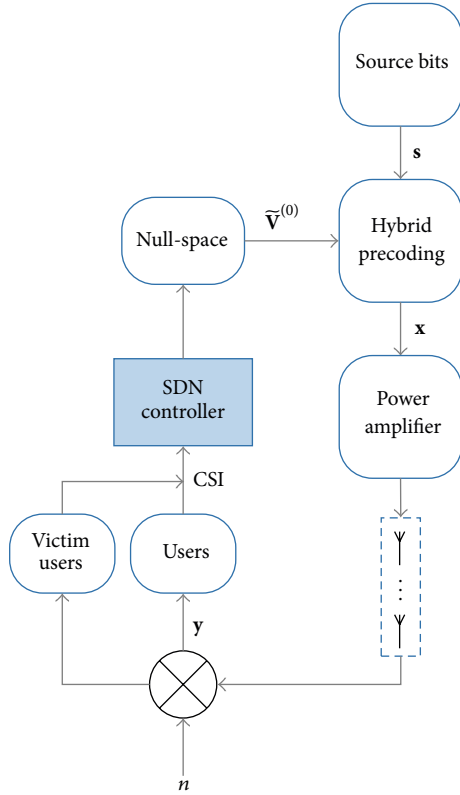 Source bits
s
Ṽ(0)
Null-space
Hybrid
precoding
x
SDN
controller
Power
amplifier
CSI
Victim
users
Users
y
n